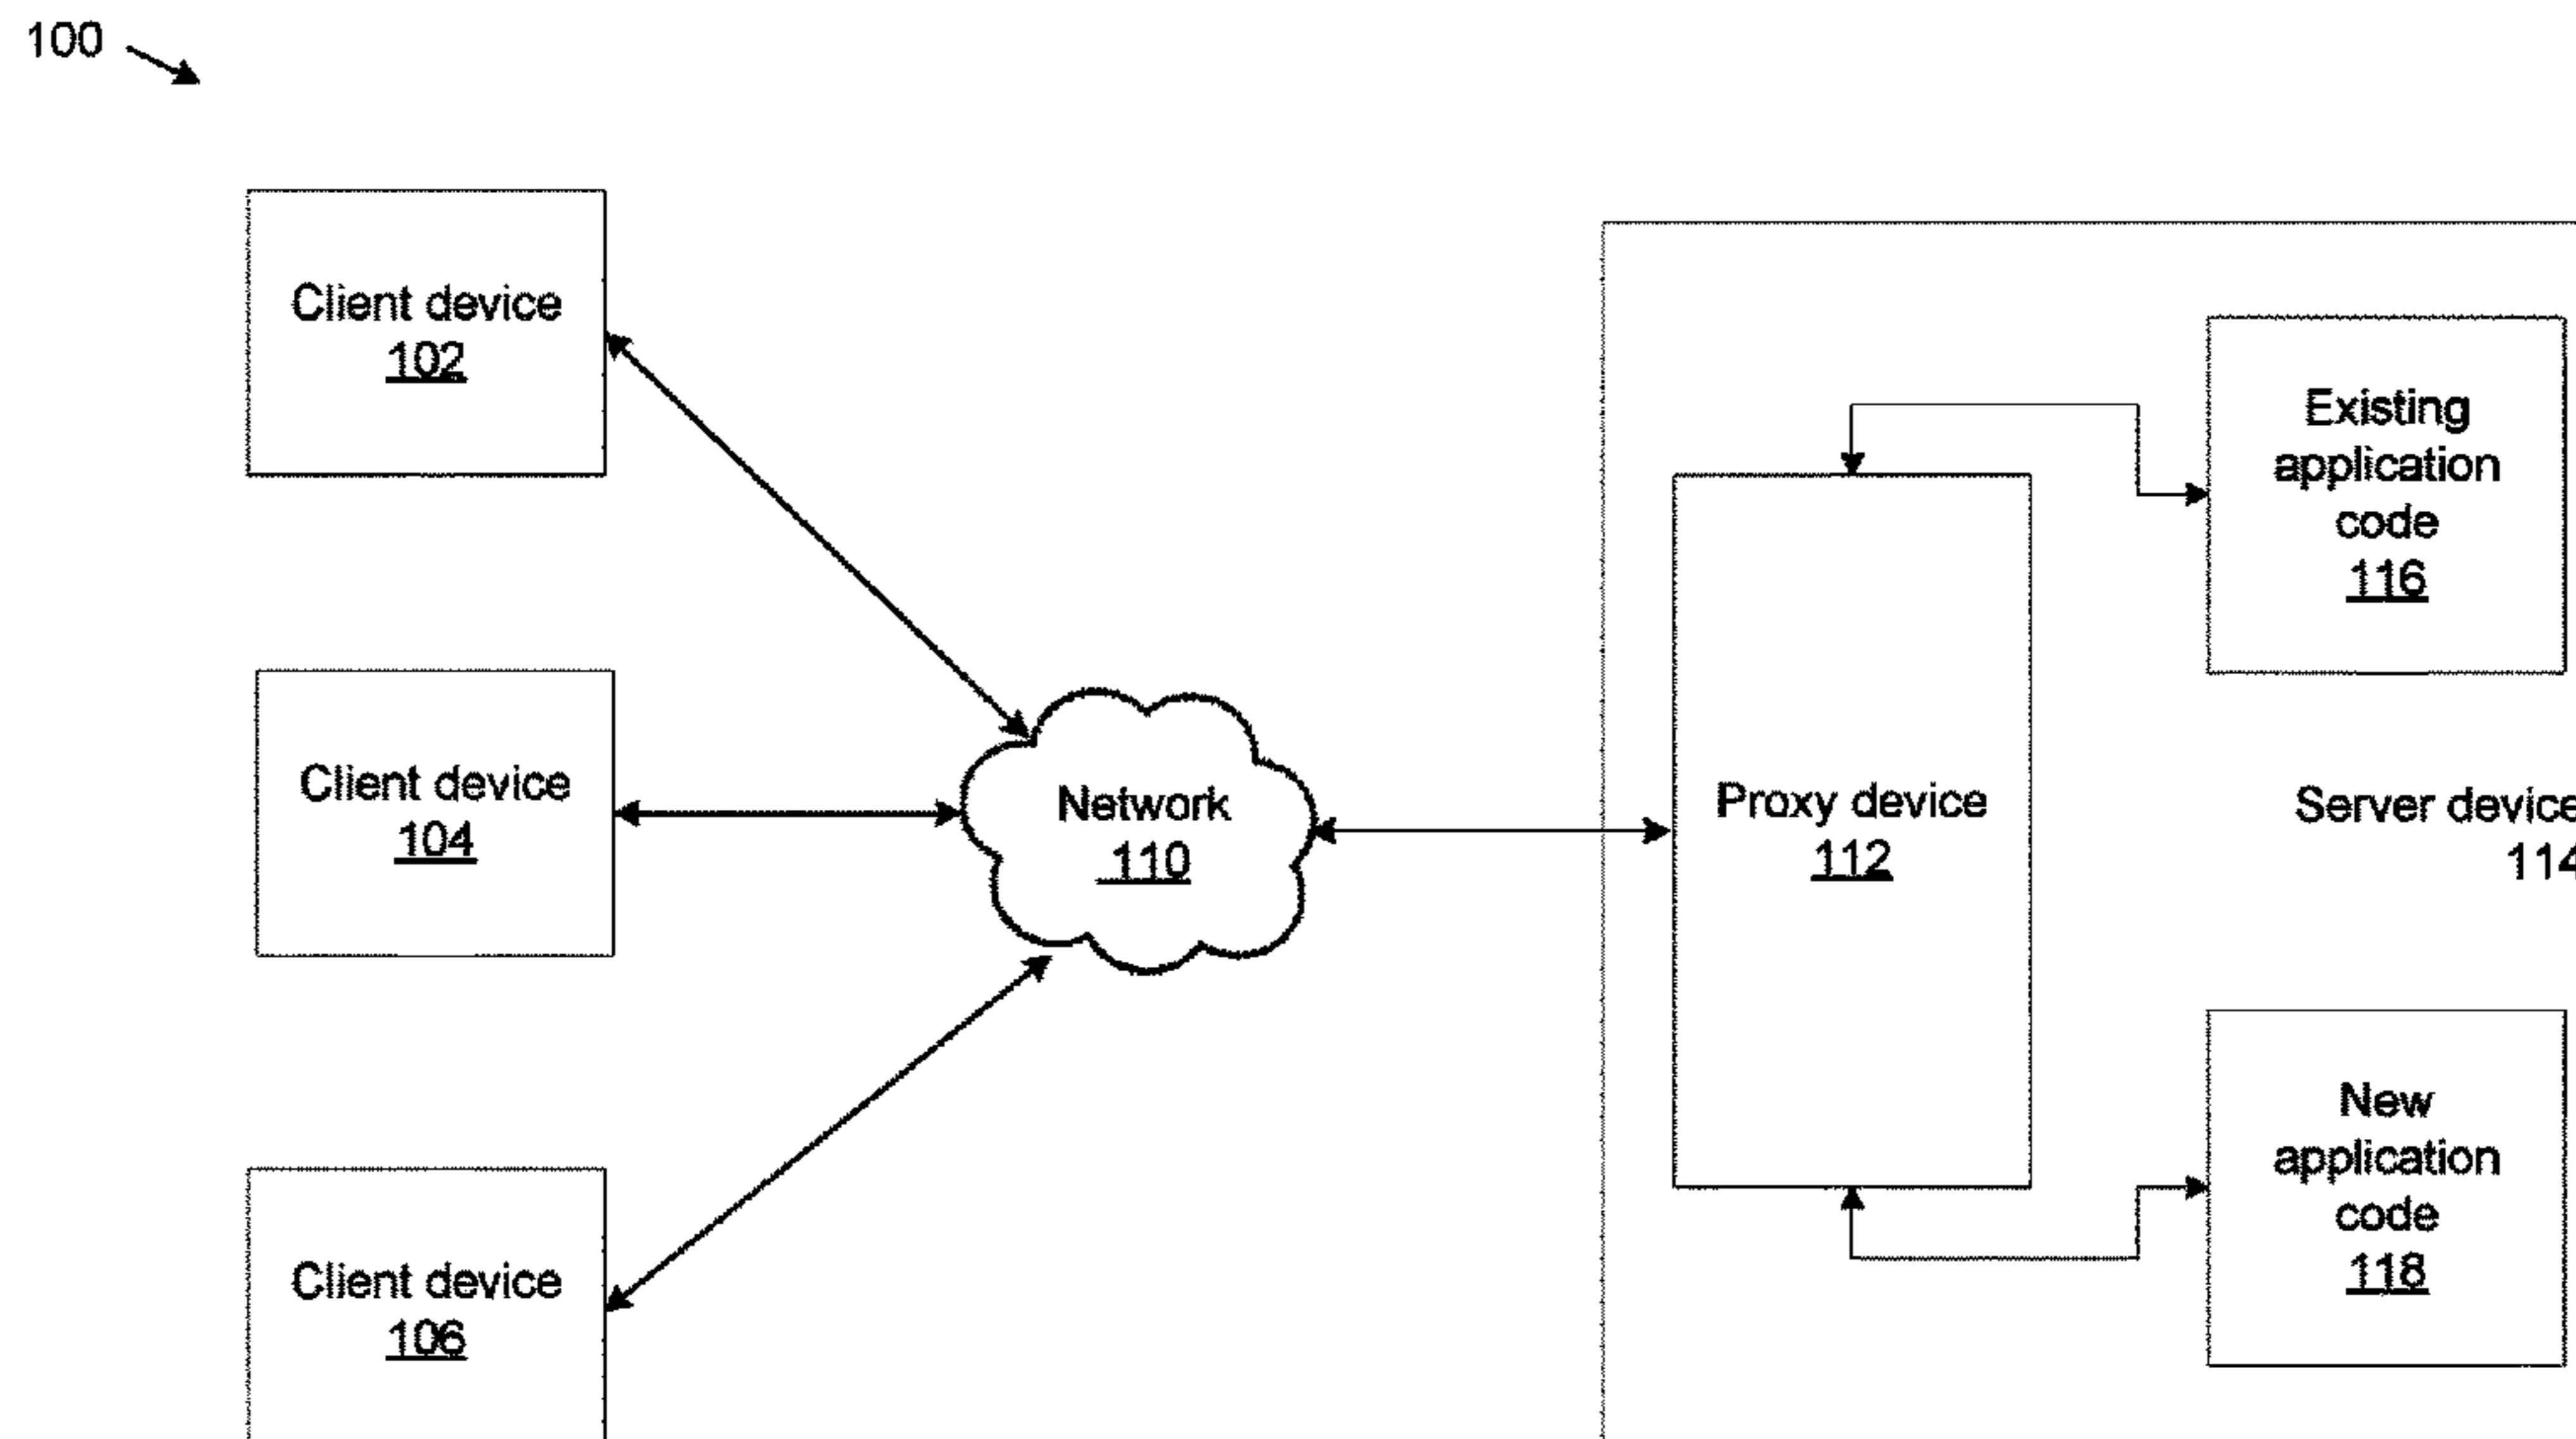 100
Client device
102
Client device
104
Client device
106
Network
110
Proxy device
112
Existing
application
code
116
Server device
114
New
application
code
118